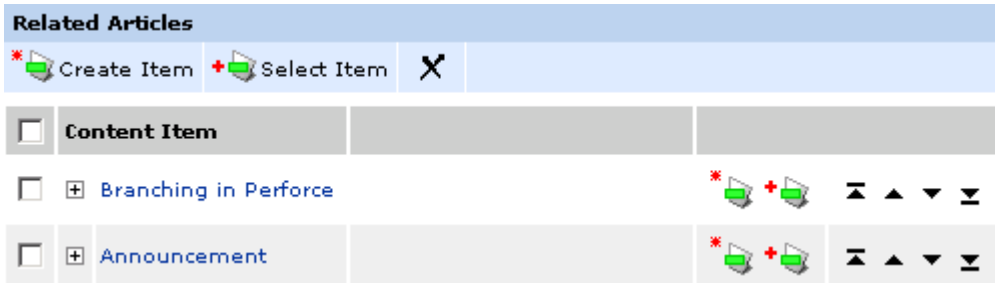 Related Articles
Create Item Select Item
Content Item
Branching in Perforce
Announcement